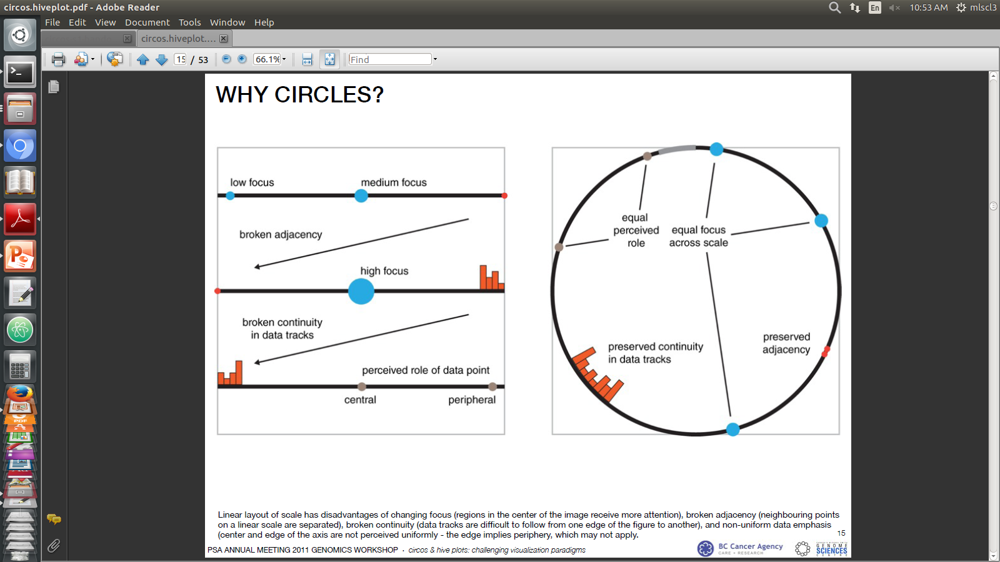 circos.hiveplot.pdf - Adobe Reader
En
10:53 AM
mlscl3
File Edit View Document Tools Window Help
circos.hiveplot....
15 / 53
66.1%
Find
WHY CIRCLES?
low focus
medium focus
broken adjacency
high focus
broken continuity
in data tracks
perceived role of data point
central
peripheral
equal
perceived
role
equal focus
across scale
preserved continuity
in data tracks
preserved
adjacency
Linear layout of scale has disadvantages of changing focus (regions in the center of the image receive more attention), broken adjacency (neighbouring points
on a linear scale are separated), broken continuity (data tracks are difficult to follow from one edge of the figure to another), and non-uniform data emphasis
(center and edge of the axis are not perceived uniformly - the edge implies periphery, which may not apply.
15
PSA ANNUAL MEETING 2011 GENOMICS WORKSHOP · circos & hive plots: challenging visualization paradigms
BC Cancer Agency
CARE + RESEARCH
GENOME
SCIENCES
CENTRE
PDF